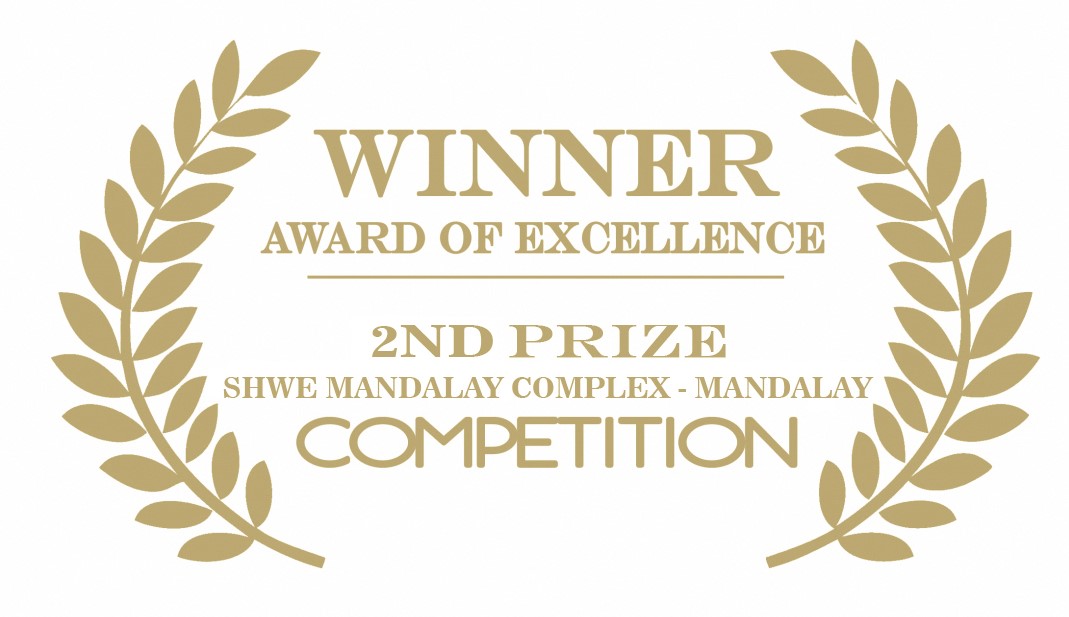 WINNER
AWARD OF EXCELLENCE
2ND PRIZE
SHWE MANDALAY COMPLEX - MANDALAY
COMPETITION